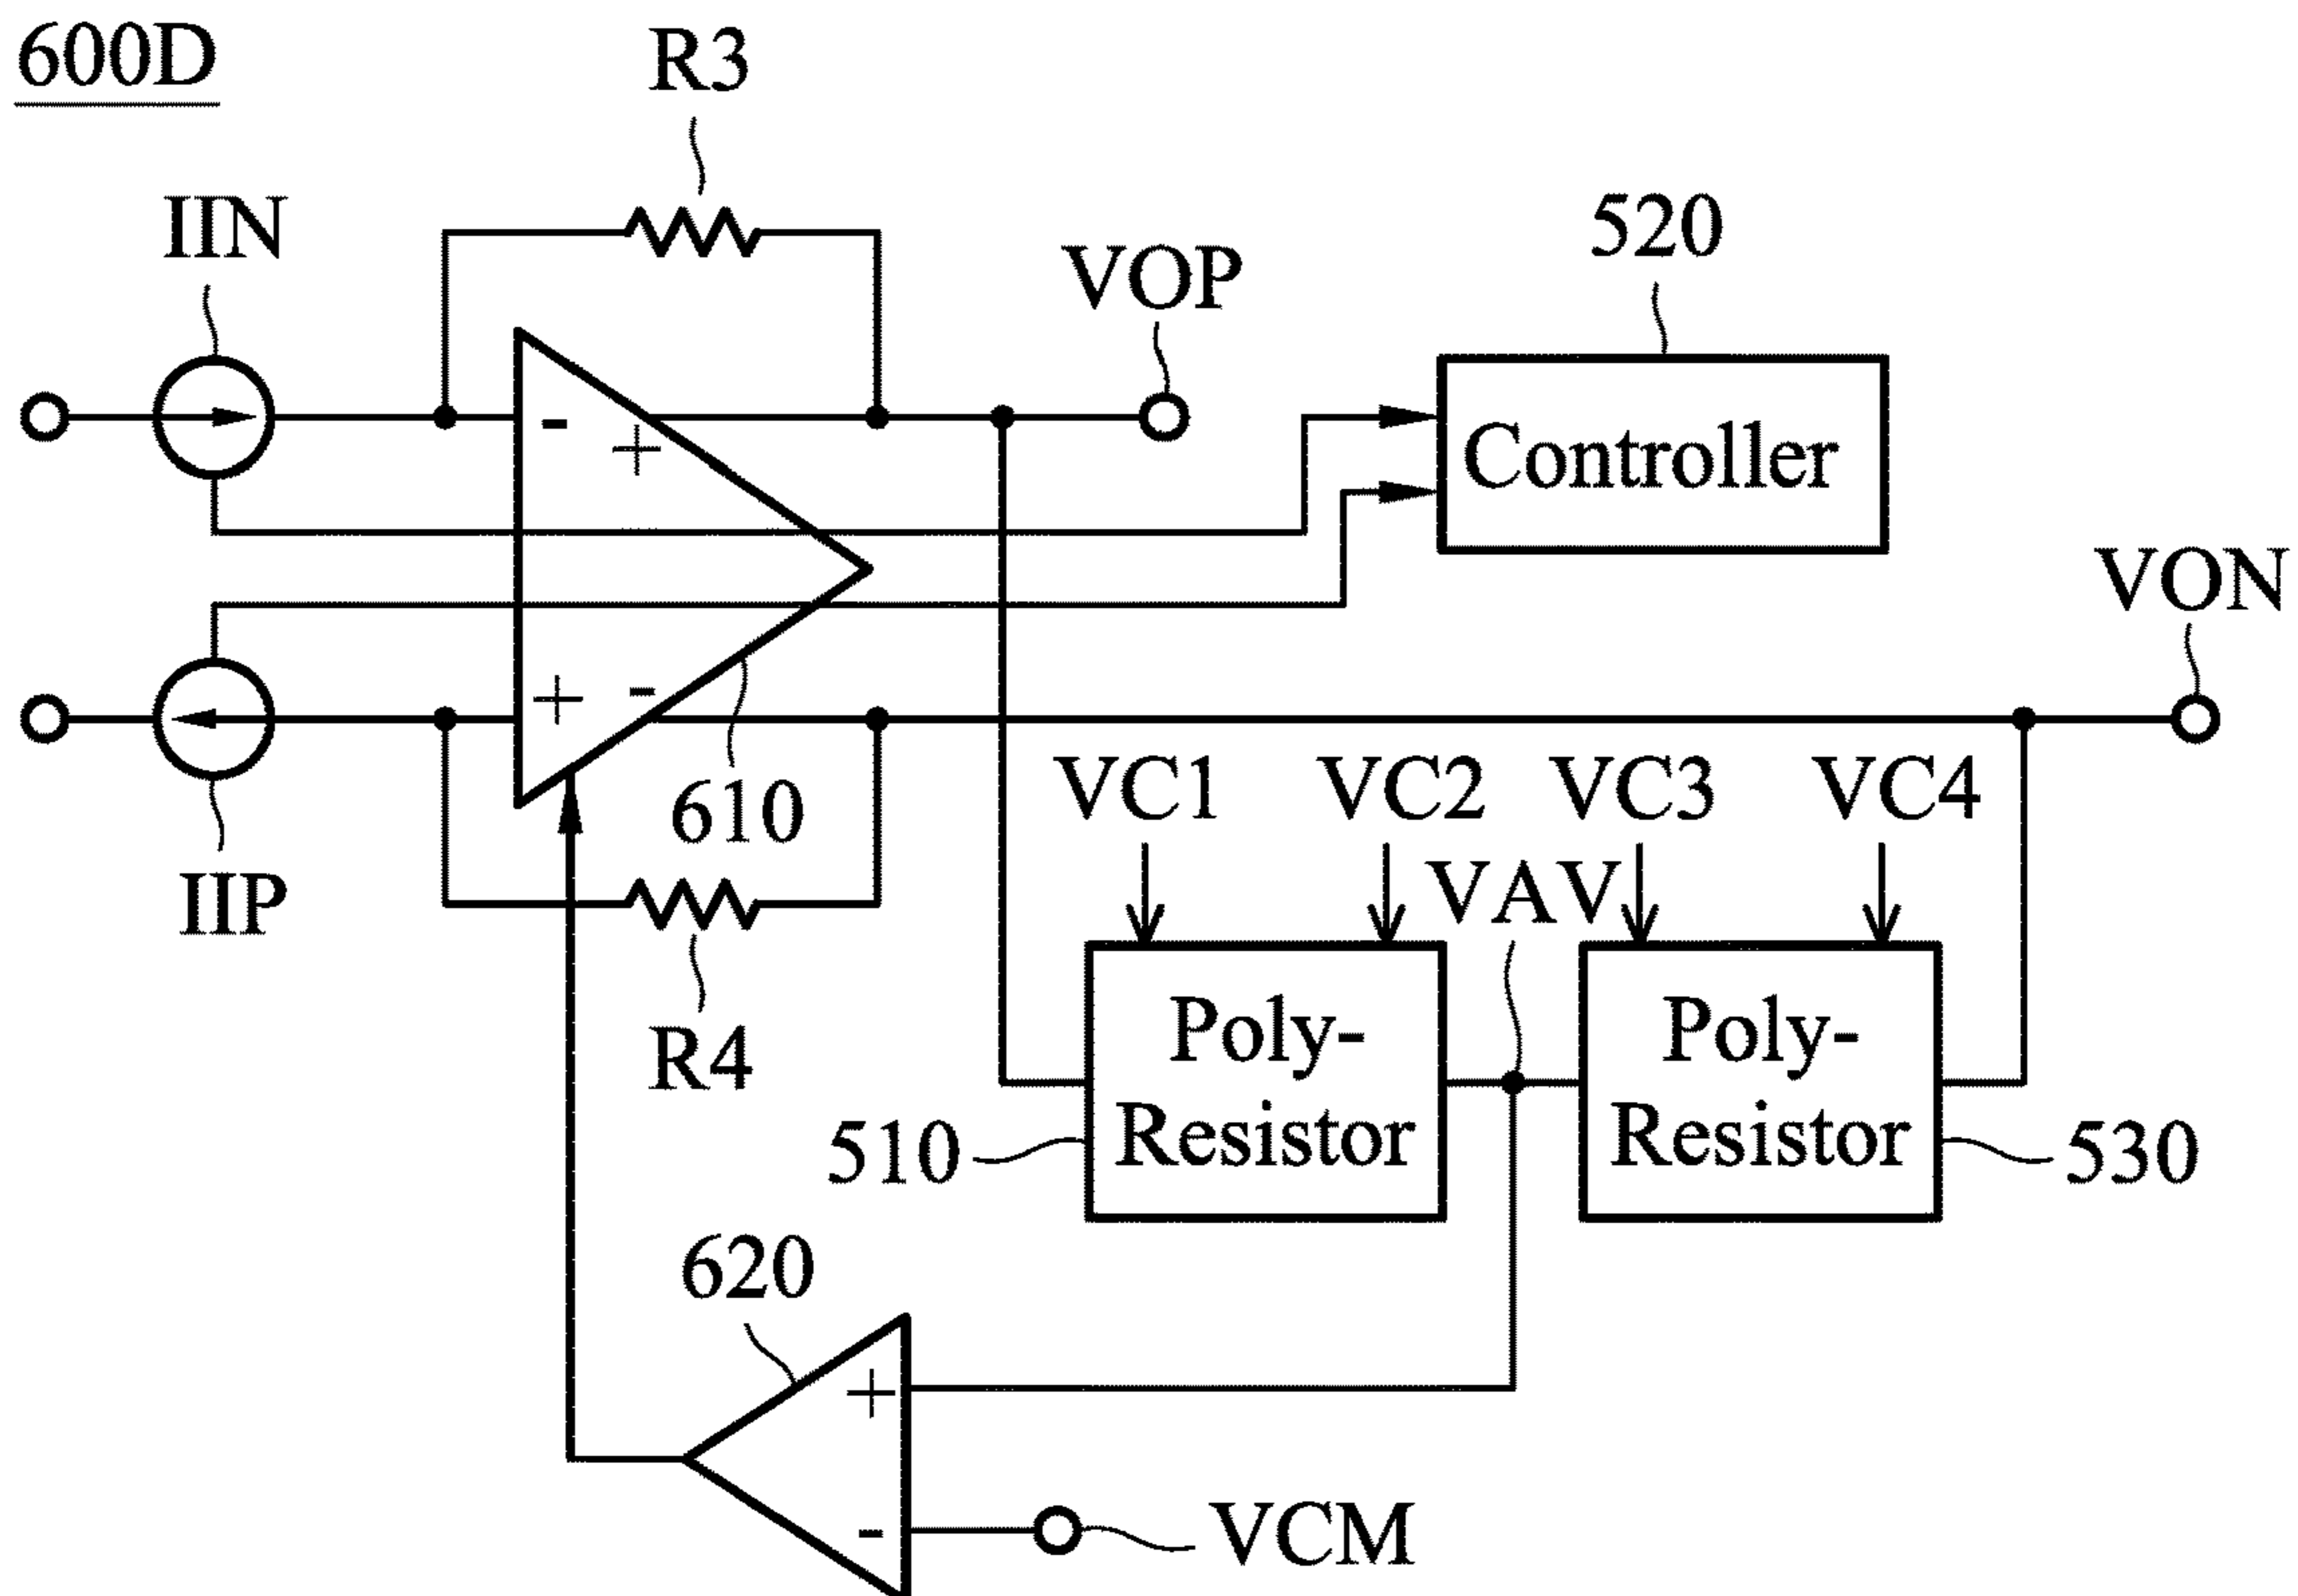 600D
R3
IIN
VOP
520
-
+
Controller
VON
+
-
610
VC1
VC2
VC3
VC4
VAV
IIP
R4
Poly-
Resistor
Poly-
Resistor
510
530
620
+
-
VCM